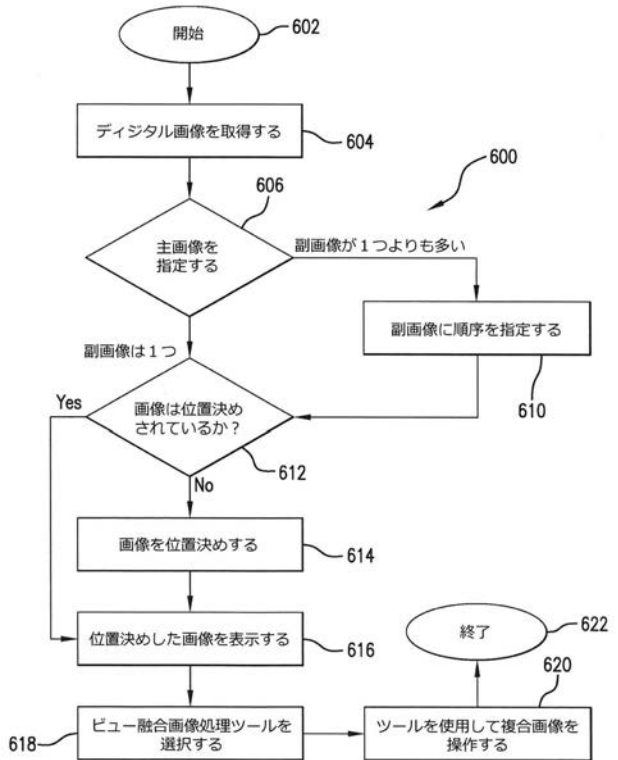 開始
602
ディジタル画像を取得する
604
600
606
主画像を
指定する
副画像が１つよりも多い
副画像に順序を指定する
610
副画像は１つ
Yes
画像は位置決め
されているか？
612
No
画像を位置決めする
614
位置決めした画像を表示する
616
終了
622
618
ビュー融合画像処理ツールを
選択する
620
ツールを使用して複合画像を
操作する